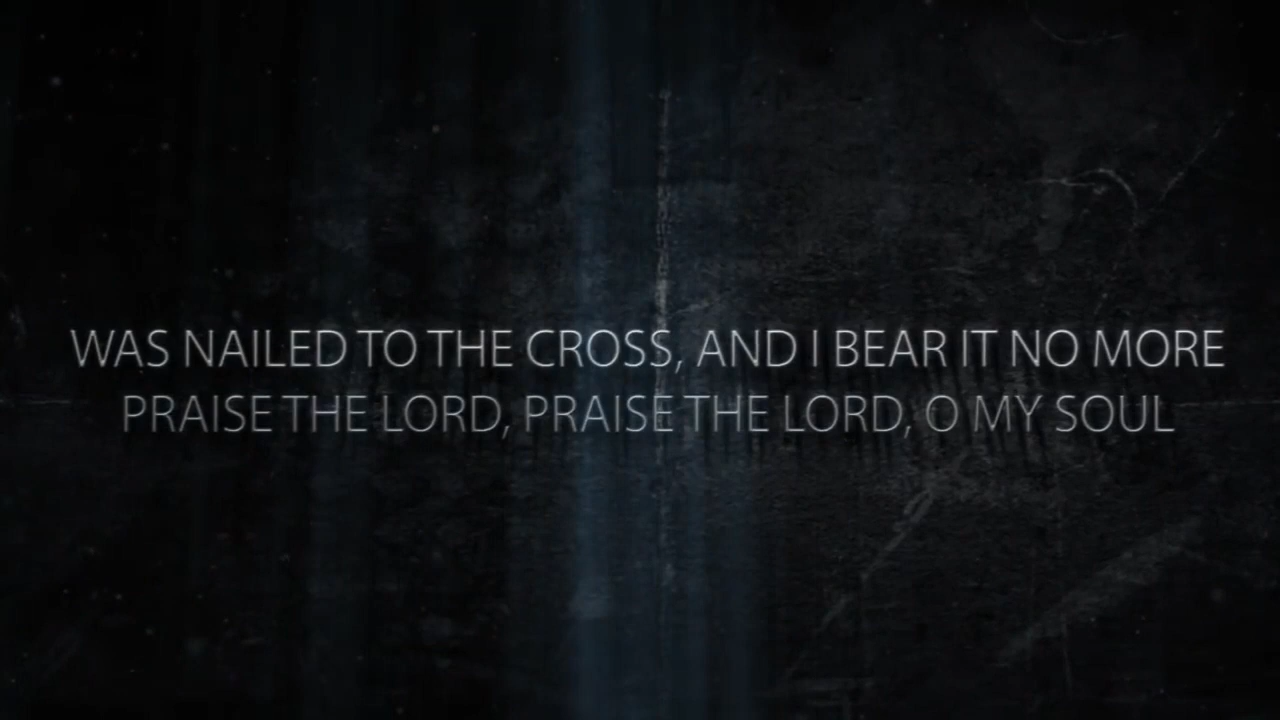 WAS NAILED TO THE CROSS, AND I BEAR IT NO MORE
PRAISE THE LORD, PRAISE THE LORD, O MY SOUL